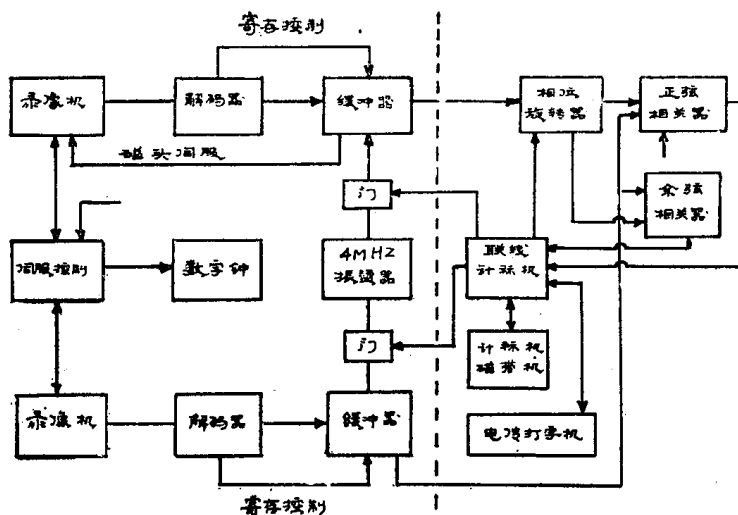 寄存控制
录像机
解码器
缓冲器
相位
旋转器
正弦
相关器
磁头伺服
门
余弦
相关器
伺服控制
数字钟
4MHz
振盪器
联线
计标机
门
计标机
磁带机
录像机
解码器
缓冲器
电传打字机
寄存控制